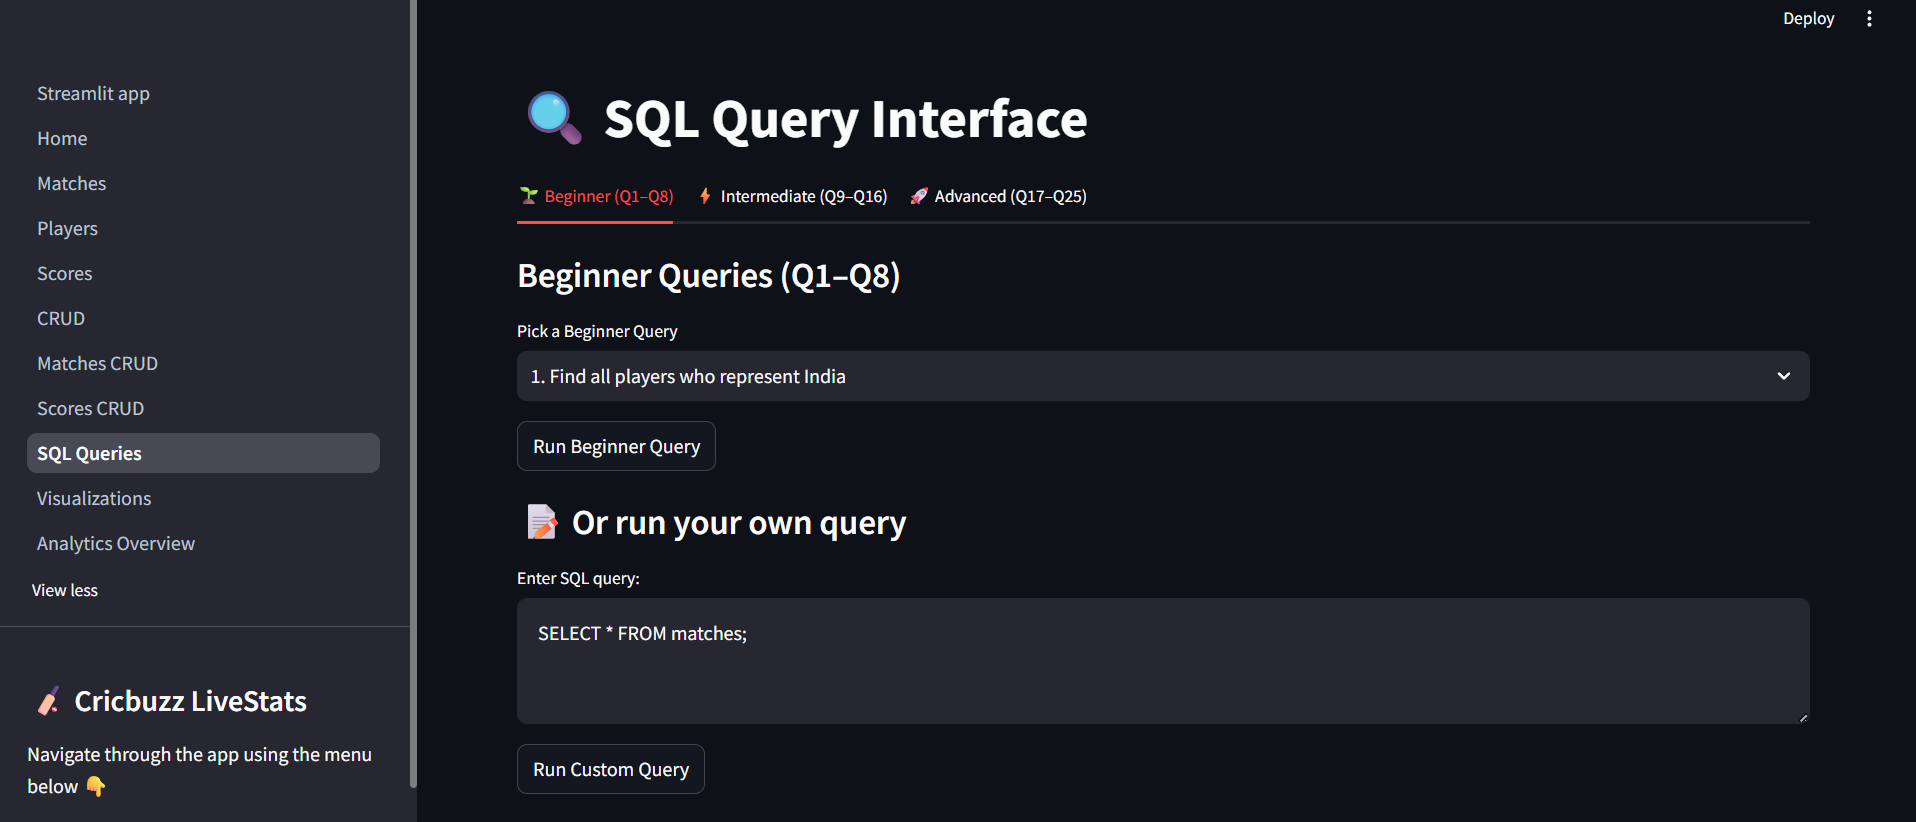 Deploy
Streamlit app
Home
Matches
Players
Scores
CRUD
Matches CRUD
Scores CRUD
SQL Queries
Visualizations
Analytics Overview
View less
Cricbuzz LiveStats
Navigate through the app using the menu
below 👇
🔍 SQL Query Interface
🌱 Beginner (Q1–Q8) ⚡ Intermediate (Q9–Q16) 🚀 Advanced (Q17–Q25)
Beginner Queries (Q1–Q8)
Pick a Beginner Query
1. Find all players who represent India
Run Beginner Query
📝 Or run your own query
Enter SQL query:
SELECT * FROM matches;
Run Custom Query